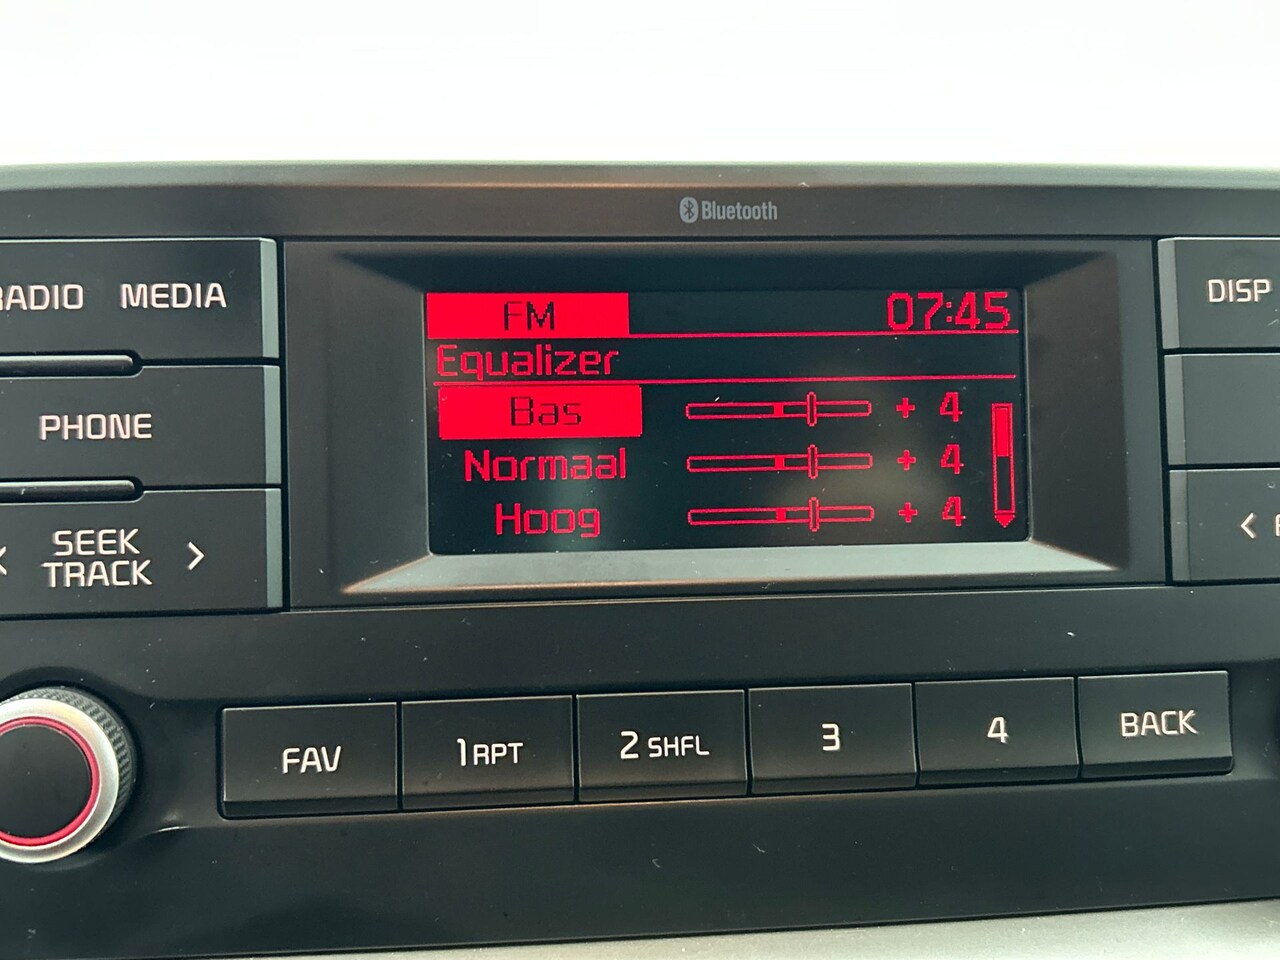 Bluetooth
RADIO MEDIA
DISP
FM 07:45
Equalizer
Bas + 4
Normaal + 4
Hoog + 4
PHONE
< SEEK TRACK >
<
FAV 1 RPT 2 SHFL 3 4 BACK